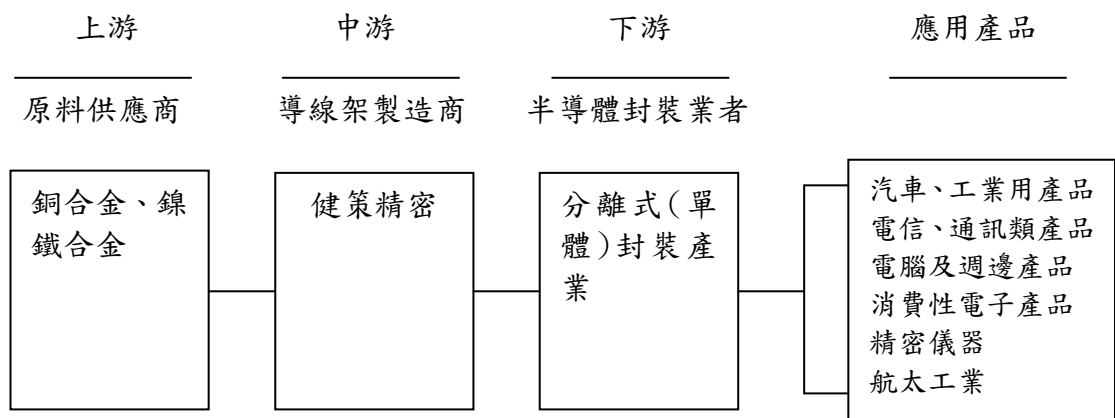 上游 中游 下游 應用產品
原料供應商 導線架製造商 半導體封裝業者
銅合金、鎳
鐵合金
健策精密
分離式(單
體)封裝產
業
汽車、工業用產品
電信、通訊類產品
電腦及週邊產品
消費性電子產品
精密儀器
航太工業